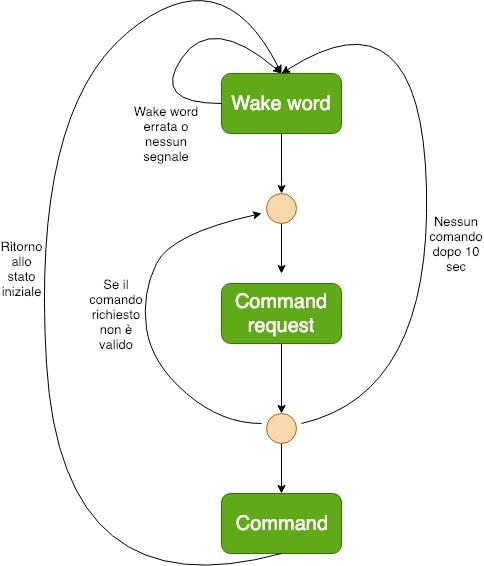 Wake word
Wake word
errata o
nessun
segnale
Ritorno
allo
stato
iniziale
Nessun
comando
dopo 10
sec
Se il
comando
richiesto
non è
valido
Command
request
Command